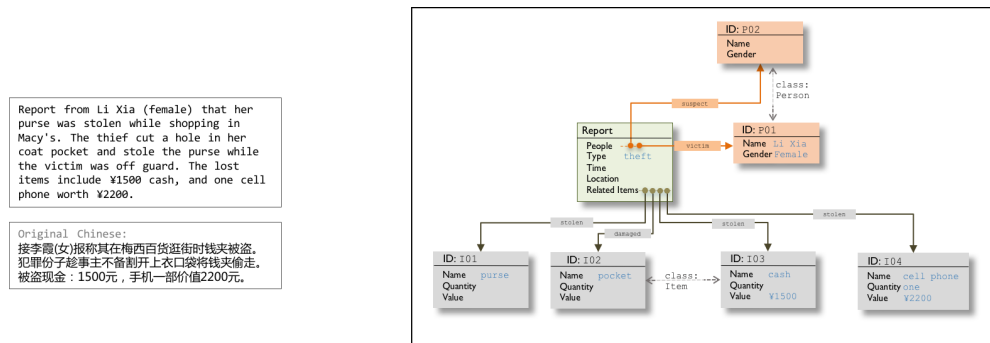 Report from Li Xia (female) that her
purse was stolen while shopping in
Macy's. The thief cut a hole in her
coat pocket and stole the purse while
the victim was off guard. The lost
items include ¥1500 cash, and one cell
phone worth ¥2200.
Original Chinese:
接李霞(女)报称其在梅西百货逛街时钱夹被盗。
犯罪份子趁事主不备割开上衣口袋将钱夹偷走。
被盗现金：1500元，手机一部价值2200元。
ID: P02
Name
Gender
class:
Person
suspect
Report
People
Type theft
Time
Location
Related Items
victim
ID: P01
Name Li Xia
Gender Female
stolen
damaged
stolen
stolen
ID: I01
Name purse
Quantity
Value
ID: I02
Name pocket
Quantity
Value
class:
Item
ID: I03
Name cash
Quantity
Value ¥1500
ID: I04
Name cell phone
Quantity one
Value ¥2200